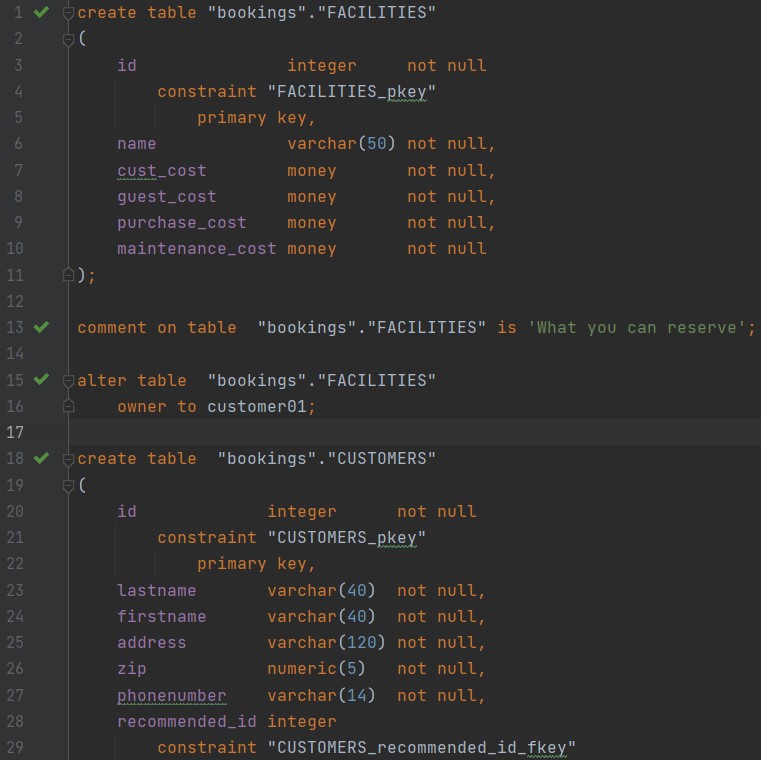 1 create table "bookings"."FACILITIES"
2 (
3 id integer not null
4 constraint "FACILITIES_pkey"
5 primary key,
6 name varchar(50) not null,
7 cust_cost money not null,
8 guest_cost money not null,
9 purchase_cost money not null,
10 maintenance_cost money not null
11 );
12
13 comment on table "bookings"."FACILITIES" is 'What you can reserve';
14
15 alter table "bookings"."FACILITIES"
16 owner to customer01;
17
18 create table "bookings"."CUSTOMERS"
19 (
20 id integer not null
21 constraint "CUSTOMERS_pkey"
22 primary key,
23 lastname varchar(40) not null,
24 firstname varchar(40) not null,
25 address varchar(120) not null,
26 zip numeric(5) not null,
27 phonenumber varchar(14) not null,
28 recommended_id integer
29 constraint "CUSTOMERS_recommended_id_fkey"